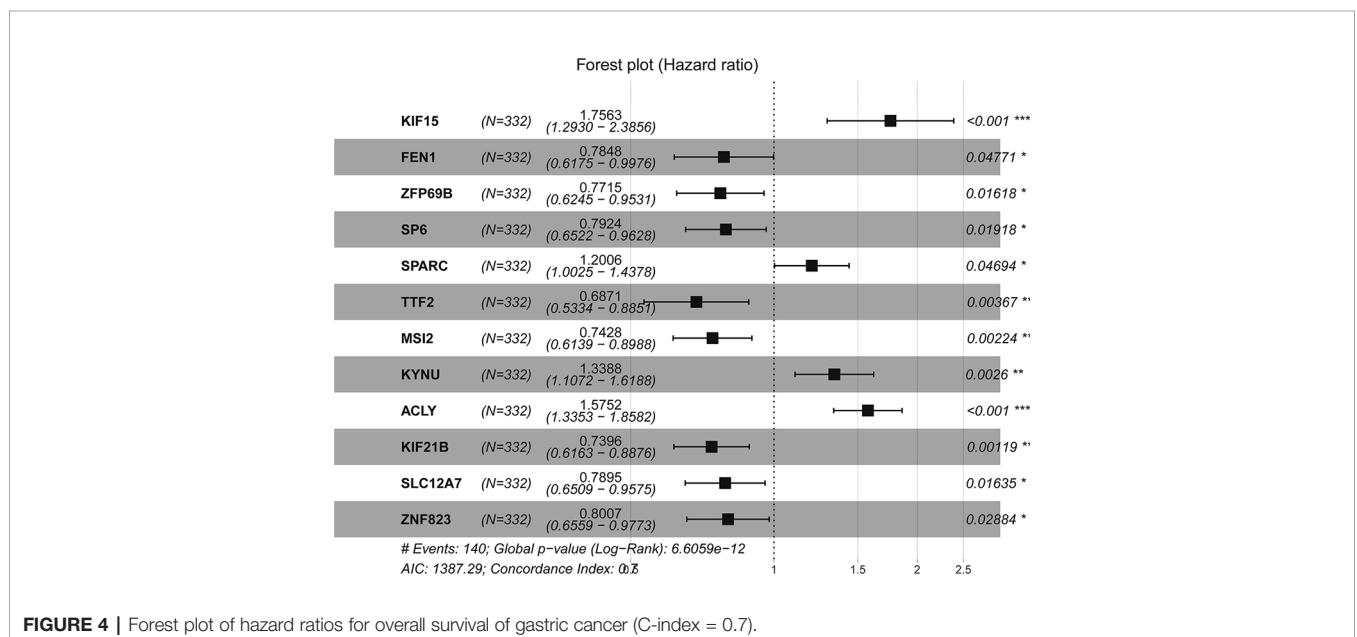 Forest plot (Hazard ratio)
KIF15 (N=332) 1.7563 (1.2930 − 2.3856) <0.001 ***
FEN1 (N=332) 0.7848 (0.6175 − 0.9976) 0.04771 *
ZFP69B (N=332) 0.7715 (0.6245 − 0.9531) 0.01618 *
SP6 (N=332) 0.7924 (0.6522 − 0.9628) 0.01918 *
SPARC (N=332) 1.2006 (1.0025 − 1.4378) 0.04694 *
TTF2 (N=332) 0.6871 (0.5334 − 0.8851) 0.00367 **
MSI2 (N=332) 0.7428 (0.6139 − 0.8988) 0.00224 **
KYNU (N=332) 1.3388 (1.1072 − 1.6188) 0.0026 **
ACLY (N=332) 1.5752 (1.3353 − 1.8582) <0.001 ***
KIF21B (N=332) 0.7396 (0.6163 − 0.8876) 0.00119 **
SLC12A7 (N=332) 0.7895 (0.6509 − 0.9575) 0.01635 *
ZNF823 (N=332) 0.8007 (0.6559 − 0.9773) 0.02884 *
# Events: 140; Global p−value (Log−Rank): 6.6059e−12
AIC: 1387.29; Concordance Index: 0.7
0.5 1 1.5 2 2.5
FIGURE 4 | Forest plot of hazard ratios for overall survival of gastric cancer (C-index = 0.7).